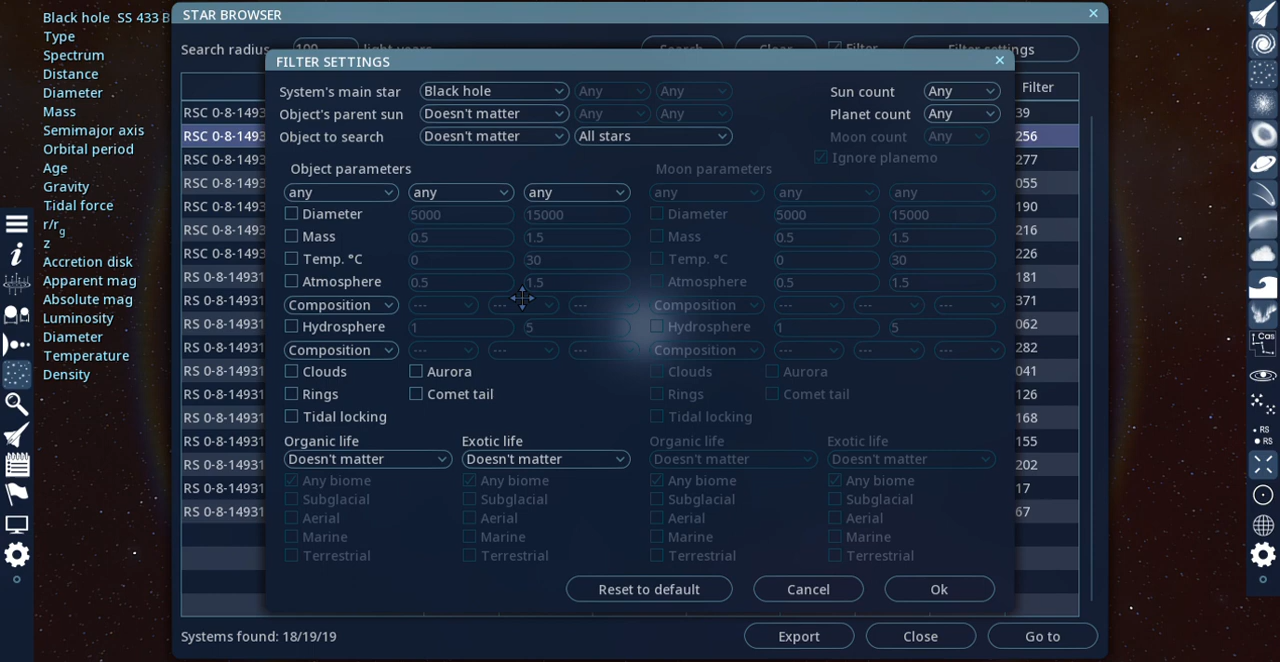 Black hole SS 433 B
Type
Spectrum
Distance
Diameter
Mass
Semimajor axis
Orbital period
Age
Gravity
Tidal force
r/rg
z
Accretion disk
Apparent mag
Absolute mag
Luminosity
Diameter
Temperature
Density
STAR BROWSER
Search radius 100 light years Search Clear Filter Filter settings
Filter
RSC 0-8-1493 39
RSC 0-8-1493 256
RSC 0-8-1493 277
RSC 0-8-1493 055
RSC 0-8-1493 190
RSC 0-8-1493 216
RSC 0-8-1493 226
RS 0-8-14931 181
RS 0-8-14931 371
RS 0-8-14931 062
RS 0-8-14931 282
RS 0-8-14931 041
RS 0-8-14931 126
RS 0-8-14931 168
RS 0-8-14931 155
RS 0-8-14931 202
RS 0-8-14931 17
RS 0-8-14931 67
FILTER SETTINGS
System's main star Black hole Any Any Sun count Any
Object's parent sun Doesn't matter Any Any Planet count Any
Object to search Doesn't matter All stars Moon count Any
Ignore planemo
Object parameters Moon parameters
any any any any any any
Diameter 5000 15000 Diameter 5000 15000
Mass 0.5 1.5 Mass 0.5 1.5
Temp. °C 0 30 Temp. °C 0 30
Atmosphere 0.5 1.5 Atmosphere 0.5 1.5
Composition --- --- --- Composition --- --- ---
Hydrosphere 1 5 Hydrosphere 1 5
Composition --- --- --- Composition --- --- ---
Clouds Aurora Clouds Aurora
Rings Comet tail Rings Comet tail
Tidal locking Tidal locking
Organic life Exotic life Organic life Exotic life
Doesn't matter Doesn't matter Doesn't matter Doesn't matter
Any biome Any biome Any biome Any biome
Subglacial Subglacial Subglacial Subglacial
Aerial Aerial Aerial Aerial
Marine Marine Marine Marine
Terrestrial Terrestrial Terrestrial Terrestrial
Reset to default Cancel Ok
Systems found: 18/19/19 Export Close Go to
Cas
RS
RS